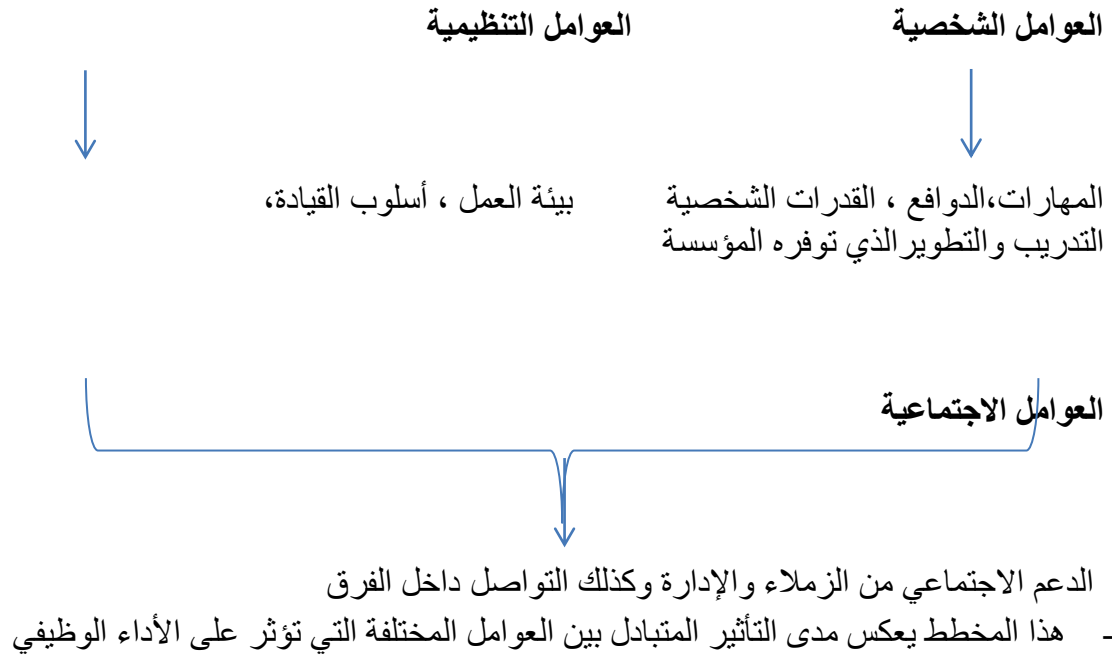 العوامل الشخصية العوامل التنظيمية
المهارات،الدوافع ، القدرات الشخصية بيئة العمل ، أسلوب القيادة،
التدريب والتطوير الذي توفره المؤسسة
العوامل الاجتماعية
الدعم الاجتماعي من الزملاء والإدارة وكذلك التواصل داخل الفرق
- هذا المخطط يعكس مدى التأثير المتبادل بين العوامل المختلفة التي تؤثر على الأداء الوظيفي